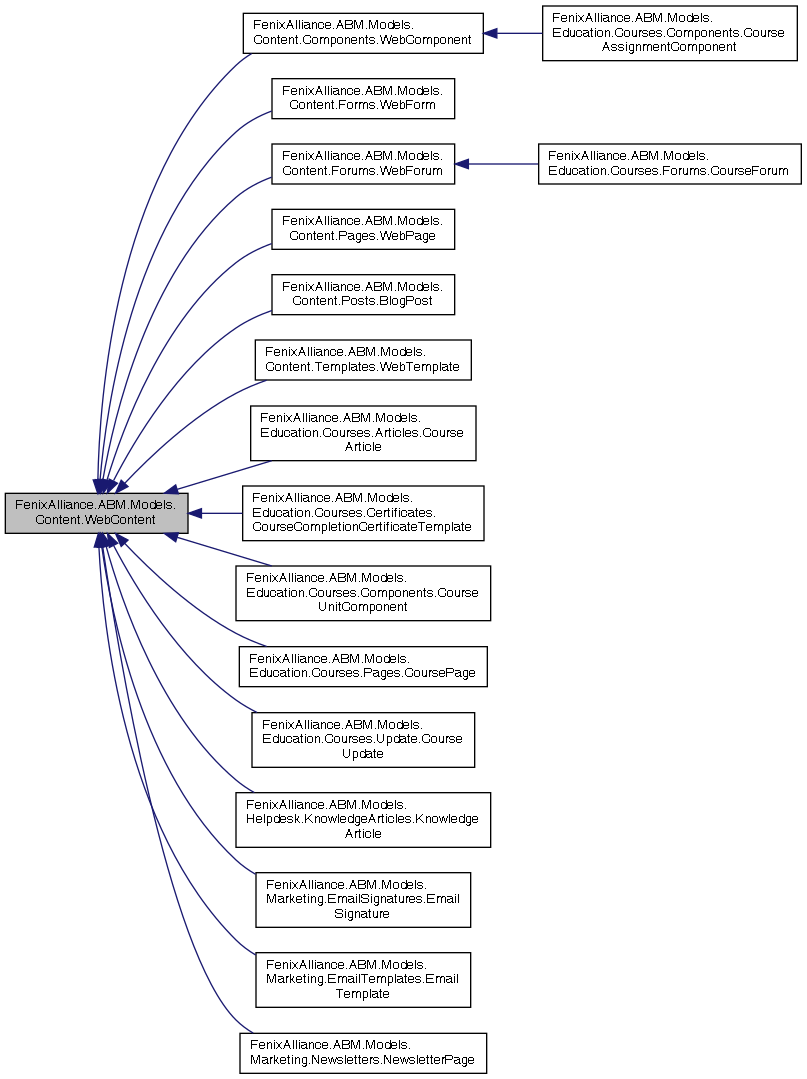 FenixAlliance.ABM.Models.
Content.Components.WebComponent
FenixAlliance.ABM.Models.
Education.Courses.Components.Course
AssignmentComponent
FenixAlliance.ABM.Models.
Content.Forms.WebForm
FenixAlliance.ABM.Models.
Content.Forums.WebForum
FenixAlliance.ABM.Models.
Education.Courses.Forums.CourseForum
FenixAlliance.ABM.Models.
Content.Pages.WebPage
FenixAlliance.ABM.Models.
Content.Posts.BlogPost
FenixAlliance.ABM.Models.
Content.Templates.WebTemplate
FenixAlliance.ABM.Models.
Education.Courses.Articles.Course
Article
FenixAlliance.ABM.Models.
Content.WebContent
FenixAlliance.ABM.Models.
Education.Courses.Certificates.
CourseCompletionCertificateTemplate
FenixAlliance.ABM.Models.
Education.Courses.Components.Course
UnitComponent
FenixAlliance.ABM.Models.
Education.Courses.Pages.CoursePage
FenixAlliance.ABM.Models.
Education.Courses.Update.Course
Update
FenixAlliance.ABM.Models.
Helpdesk.KnowledgeArticles.Knowledge
Article
FenixAlliance.ABM.Models.
Marketing.EmailSignatures.Email
Signature
FenixAlliance.ABM.Models.
Marketing.EmailTemplates.Email
Template
FenixAlliance.ABM.Models.
Marketing.Newsletters.NewsletterPage